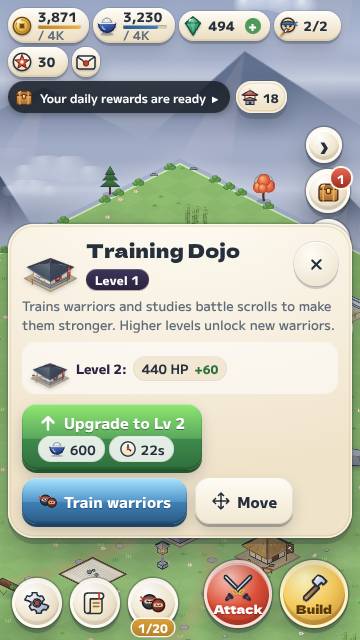 3,871 / 4K
3,230 / 4K
494 +
2/2
30
Your daily rewards are ready ▸
18
1
Training Dojo
Level 1
Trains warriors and studies battle scrolls to make
them stronger. Higher levels unlock new warriors.
Level 2: 440 HP +60
Upgrade to Lv 2
600 22s
Train warriors
Move
Attack
Build
1/20